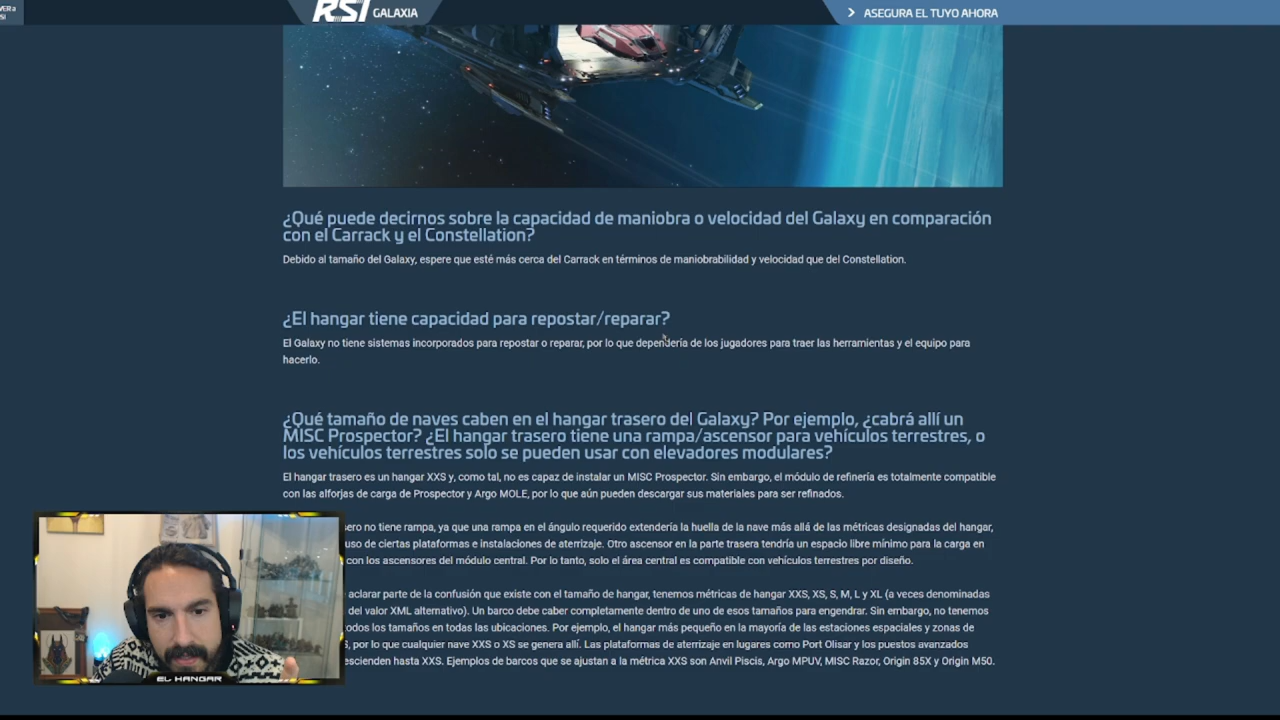 VER a
RSI GALAXIA
ASEGURA EL TUYO AHORA
¿Qué puede decirnos sobre la capacidad de maniobra o velocidad del Galaxy en comparación
con el Carrack y el Constellation?
Debido al tamaño del Galaxy, espere que esté más cerca del Carrack en términos de maniobrabilidad y velocidad que del Constellation.
¿El hangar tiene capacidad para repostar/reparar?
El Galaxy no tiene sistemas incorporados para repostar o reparar, por lo que dependería de los jugadores para traer las herramientas y el equipo para
hacerlo.
¿Qué tamaño de naves caben en el hangar trasero del Galaxy? Por ejemplo, ¿cabrá allí un
MISC Prospector? ¿El hangar trasero tiene una rampa/ascensor para vehículos terrestres, o
los vehículos terrestres solo se pueden usar con elevadores modulares?
El hangar trasero es un hangar XXS y, como tal, no es capaz de instalar un MISC Prospector. Sin embargo, el módulo de refinería es totalmente compatible
con las alforjas de carga de Prospector y Argo MOLE, por lo que aún pueden descargar sus materiales para ser refinados.
sero no tiene rampa, ya que una rampa en el ángulo requerido extendería la huella de la nave más allá de las métricas designadas del hangar,
uso de ciertas plataformas e instalaciones de aterrizaje. Otro ascensor en la parte trasera tendría un espacio libre mínimo para la carga en
con los ascensores del módulo central. Por lo tanto, solo el área central es compatible con vehículos terrestres por diseño.
aclarar parte de la confusión que existe con el tamaño de hangar, tenemos métricas de hangar XXS, XS, S, M, L y XL (a veces denominadas
del valor XML alternativo). Un barco debe caber completamente dentro de uno de esos tamaños para engendrar. Sin embargo, no tenemos
todos los tamaños en todas las ubicaciones. Por ejemplo, el hangar más pequeño en la mayoría de las estaciones espaciales y zonas de
, por lo que cualquier nave XXS o XS se genera allí. Las plataformas de aterrizaje en lugares como Port Olisar y los puestos avanzados
escienden hasta XXS. Ejemplos de barcos que se ajustan a la métrica XXS son Anvil Piscis, Argo MPUV, MISC Razor, Origin 85X y Origin M50.
EL HANGAR